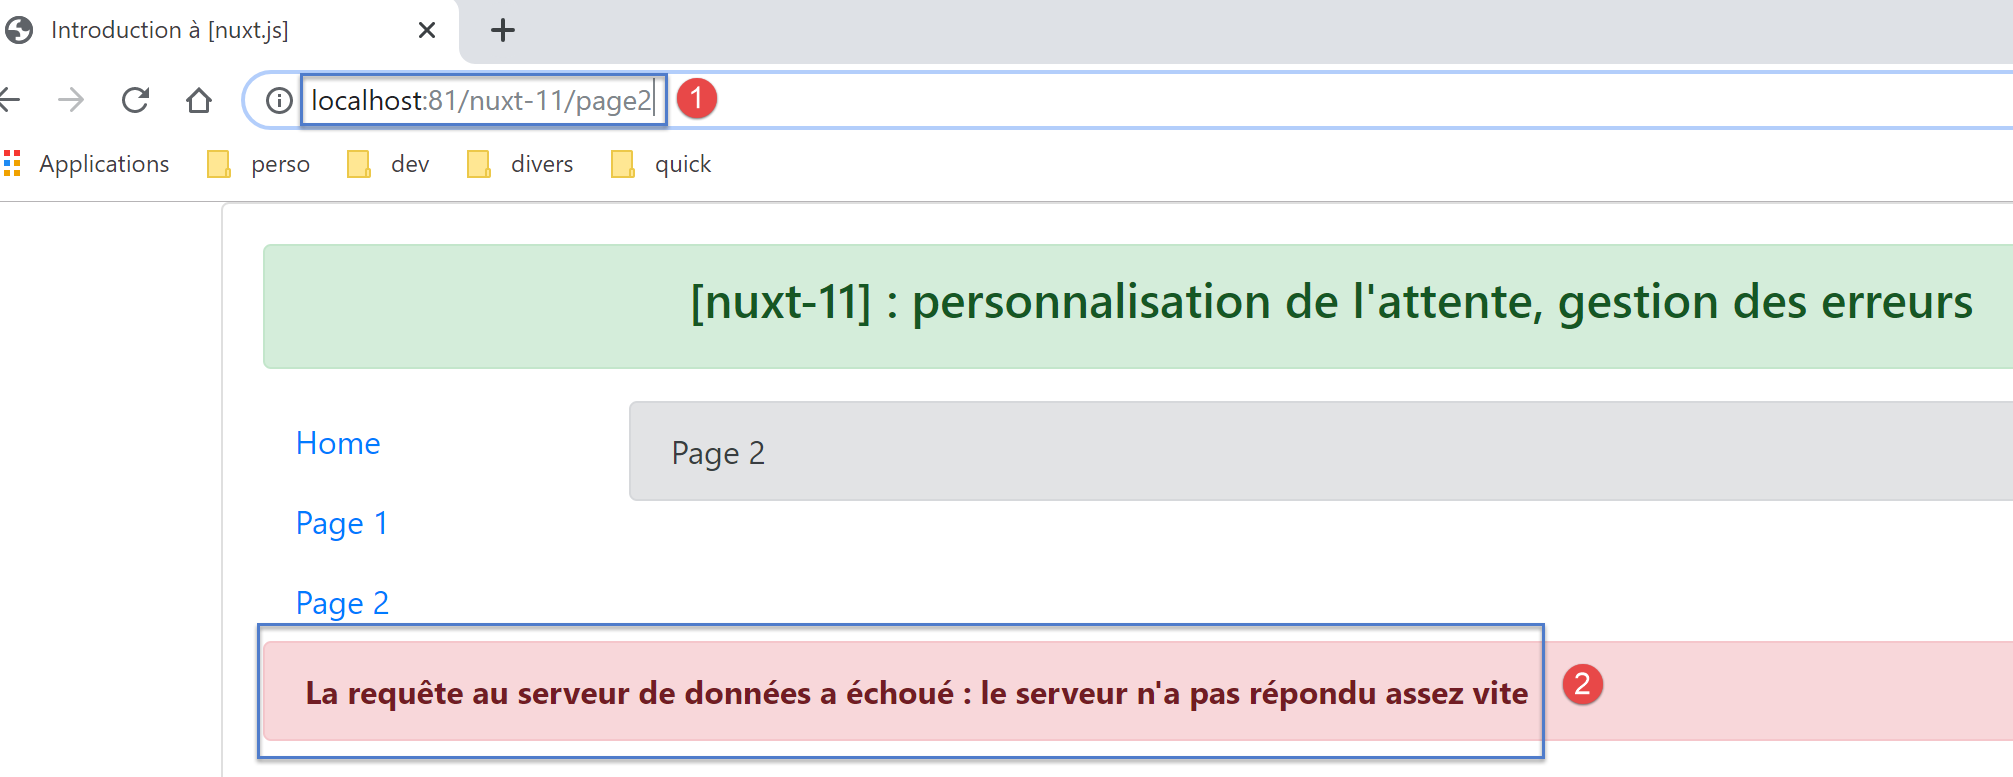 Introduction à [nuxt.js]
localhost:81/nuxt-11/page2 1
Applications perso dev divers quick
[nuxt-11] : personnalisation de l'attente, gestion des erreurs
Home
Page 2
Page 1
Page 2
La requête au serveur de données a échoué : le serveur n'a pas répondu assez vite 2